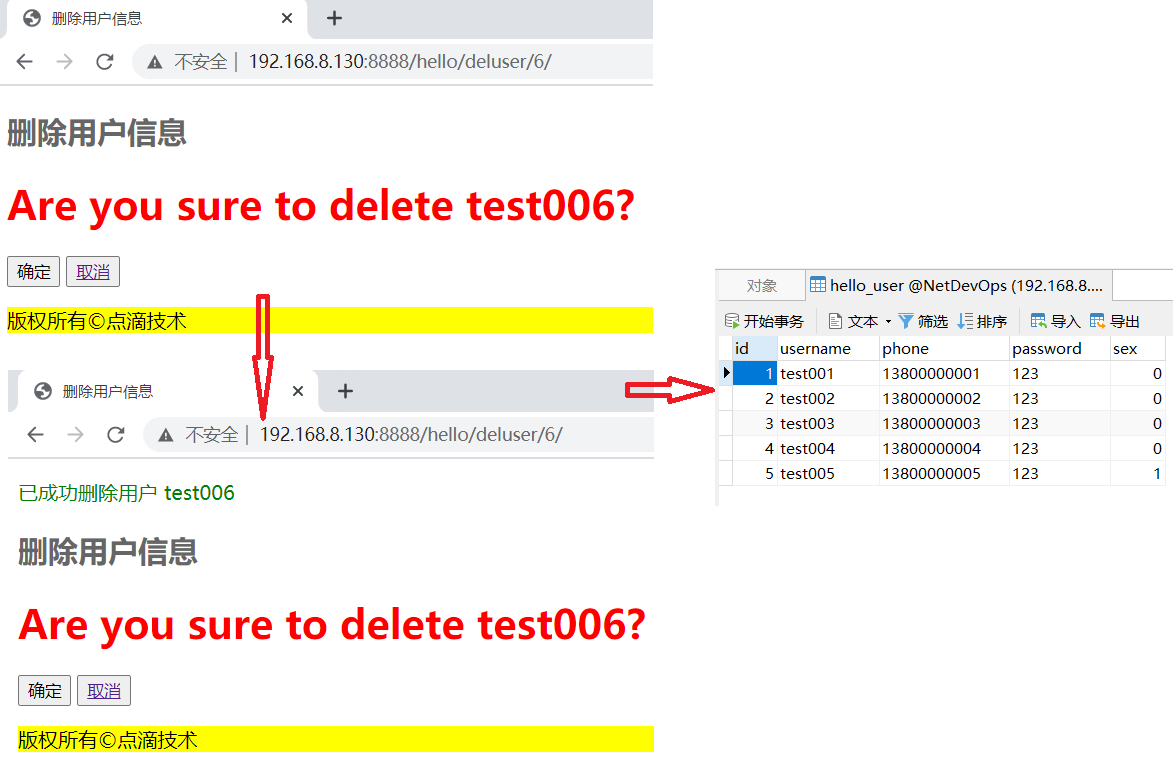 删除用户信息
不安全 | 192.168.8.130:8888/hello/deluser/6/
删除用户信息
Are you sure to delete test006?
确定 取消
版权所有©点滴技术
删除用户信息
不安全 | 192.168.8.130:8888/hello/deluser/6/
已成功删除用户 test006
删除用户信息
Are you sure to delete test006?
确定 取消
版权所有©点滴技术
对象 hello_user @NetDevOps (192.168.8....
开始事务 文本 筛选 排序 导入 导出
id username phone password sex
1 test001 13800000001 123 0
2 test002 13800000002 123 0
3 test003 13800000003 123 0
4 test004 13800000004 123 0
5 test005 13800000005 123 1